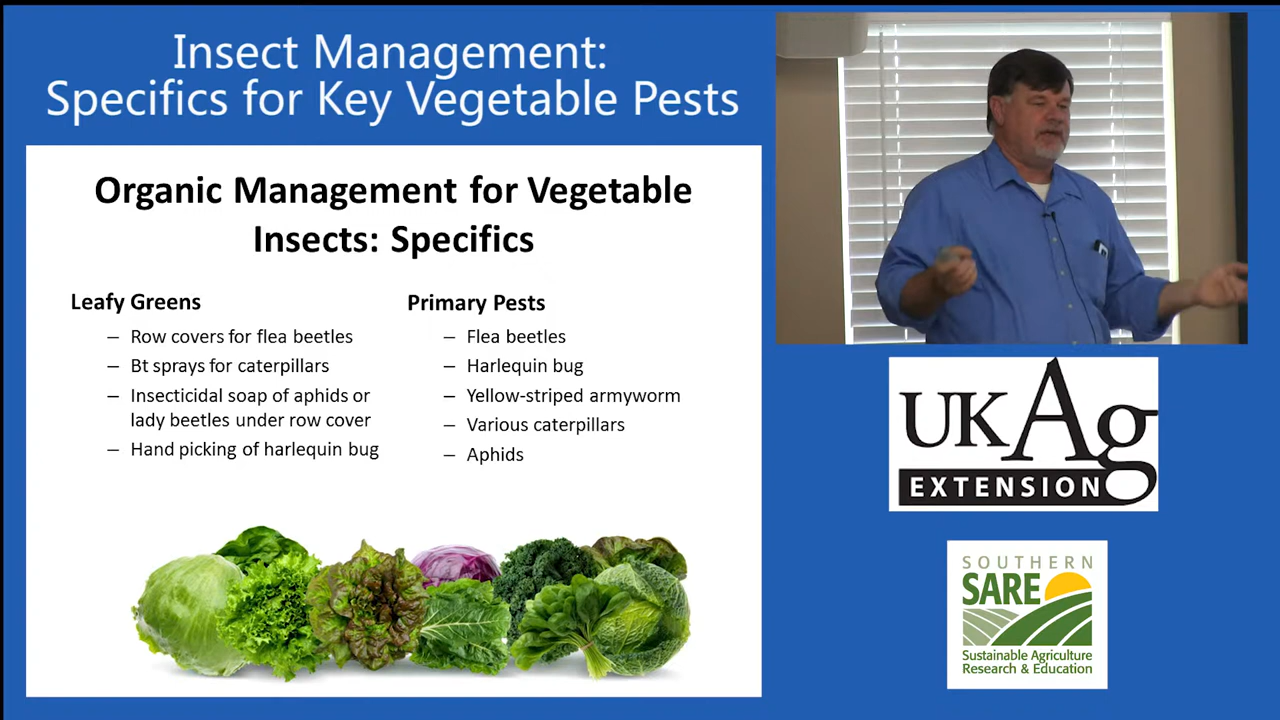 Insect Management:
Specifics for Key Vegetable Pests
Organic Management for Vegetable
Insects: Specifics
Leafy Greens
– Row covers for flea beetles
– Bt sprays for caterpillars
– Insecticidal soap of aphids or
lady beetles under row cover
– Hand picking of harlequin bug
Primary Pests
– Flea beetles
– Harlequin bug
– Yellow-striped armyworm
– Various caterpillars
– Aphids
UKAg
EXTENSION
SOUTHERN
SARE
Sustainable Agriculture
Research & Education